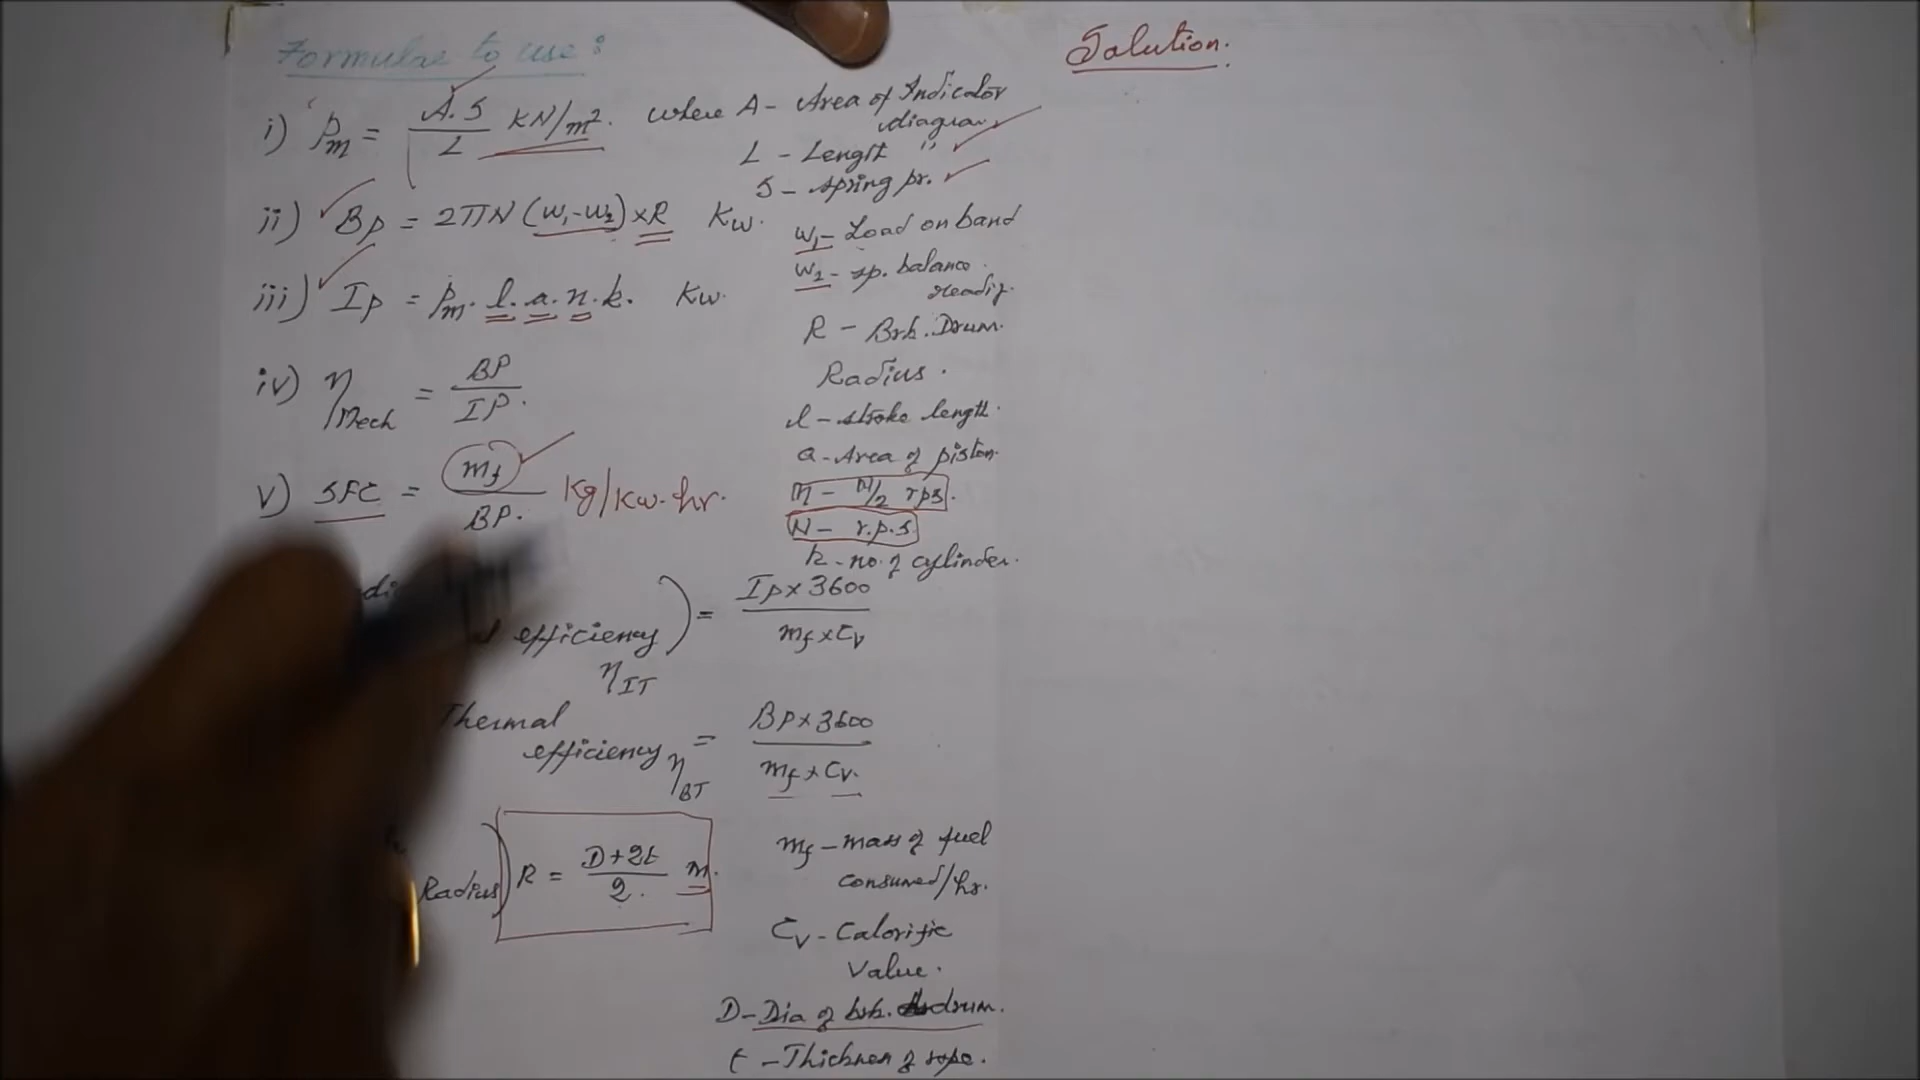 Formulae to use:
i) Pm = A.S / L KN/m². where A - Area of Indicator
diagram
L - Length "
S - spring pr.
ii) Bp = 2πN (W1-W2) × R Kw.
W1 - Load on band
W2 - sp. balance
readig.
iii) Ip = Pm. l. a. n. k. Kw.
R - Brk. Drum.
Radius.
iv) η Mech = BP / IP.
l - stroke length.
a - Area of piston.
v) SFC = mf / BP. Kg/Kw-hr.
n - N/2 rps.
N - r.p.s
k - no. of cylinder.
efficiency) = Ip × 3600 / mf × Cv
ηIT
Thermal
efficiency ηBT = BP × 3600 / mf × Cv.
Radius) R = D+2t / 2. m.
mf - mass of fuel
consumed/hr.
Cv - Calorific
Value.
D - Dia of brk. drum.
t - Thicknen of rope.
Solution.